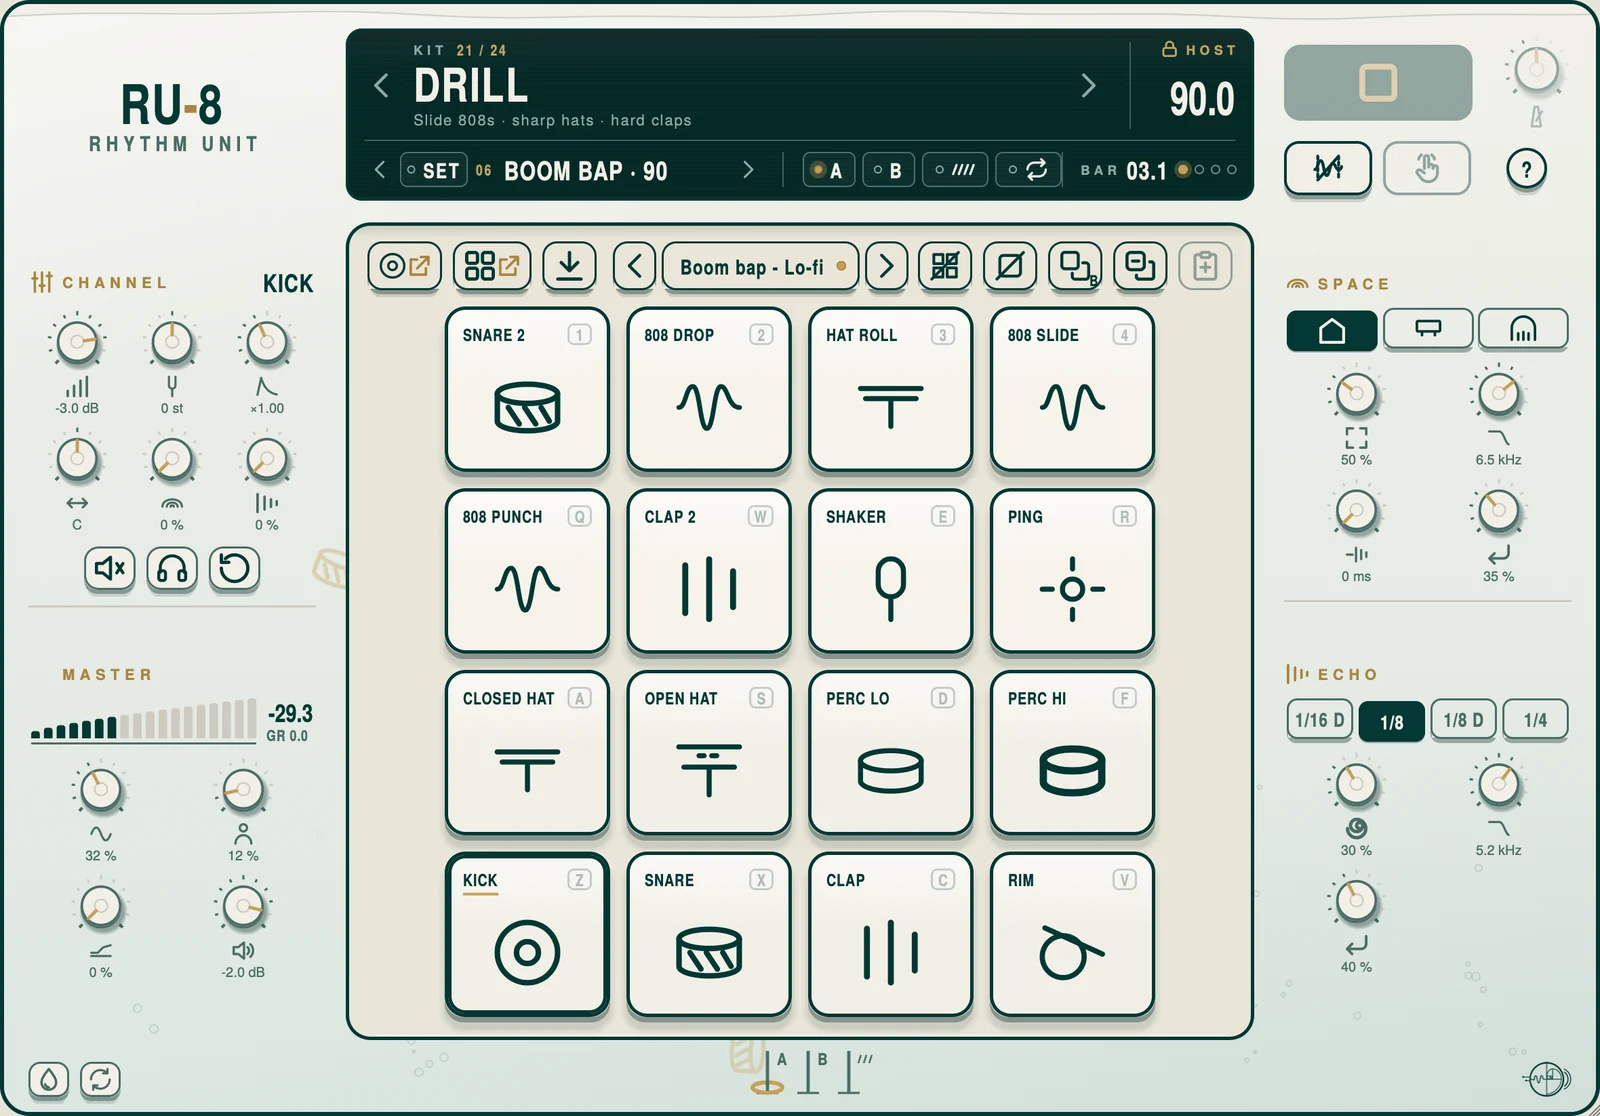 RU-8
RHYTHM UNIT
KIT 21 / 24
DRILL
Slide 808s · sharp hats · hard claps
HOST
90.0
SET 06 BOOM BAP · 90
A
B
BAR 03.1
?
CHANNEL KICK
-3.0 dB 0 st ×1.00
C 0 % 0 %
MASTER
-29.3
GR 0.0
32 % 12 %
0 % -2.0 dB
Boom bap - Lo-fi
B
SNARE 2 1
808 DROP 2
HAT ROLL 3
808 SLIDE 4
808 PUNCH Q
CLAP 2 W
SHAKER E
PING R
CLOSED HAT A
OPEN HAT S
PERC LO D
PERC HI F
KICK Z
SNARE X
CLAP C
RIM V
A B
SPACE
50 % 6.5 kHz
0 ms 35 %
ECHO
1/16 D 1/8 1/8 D 1/4
30 % 5.2 kHz
40 %